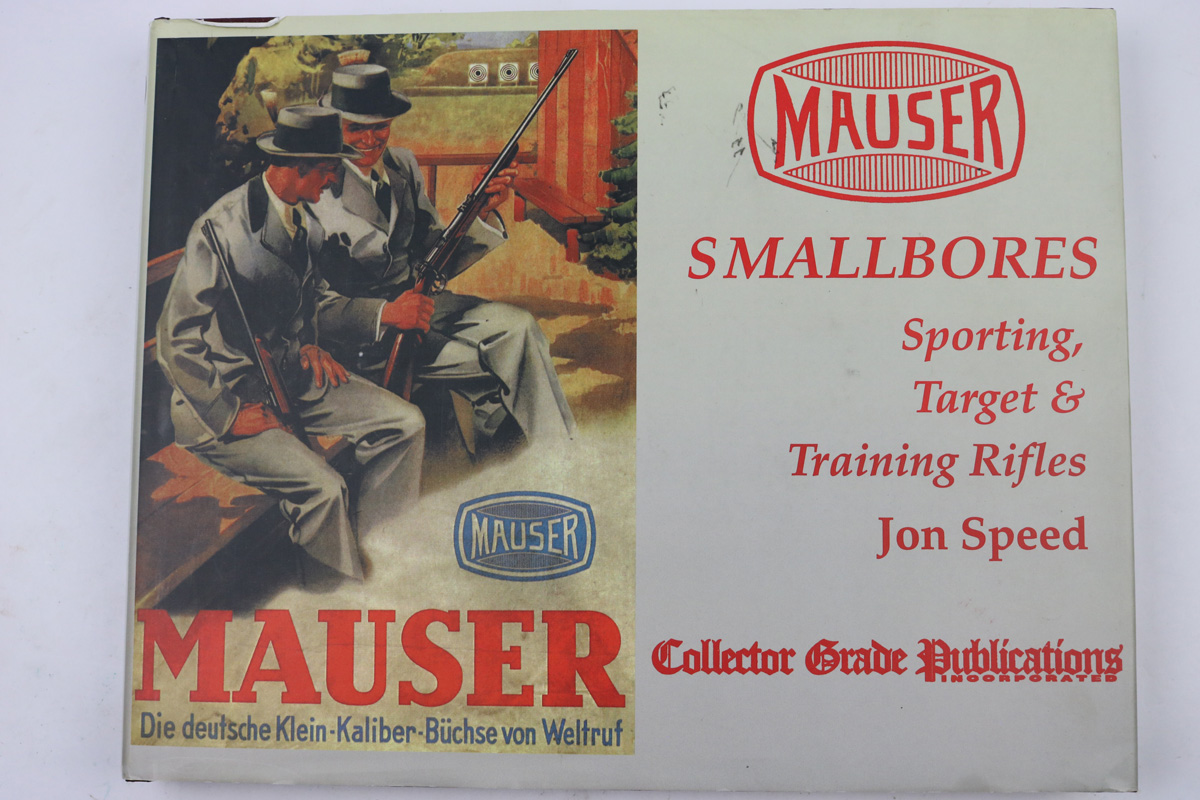 MAUSER
Die deutsche Klein-Kaliber-Büchse von Weltruf
MAUSER
MAUSER
SMALLBORES
Sporting,
Target &
Training Rifles
Jon Speed
Collector Grade Publications
INCORPORATED